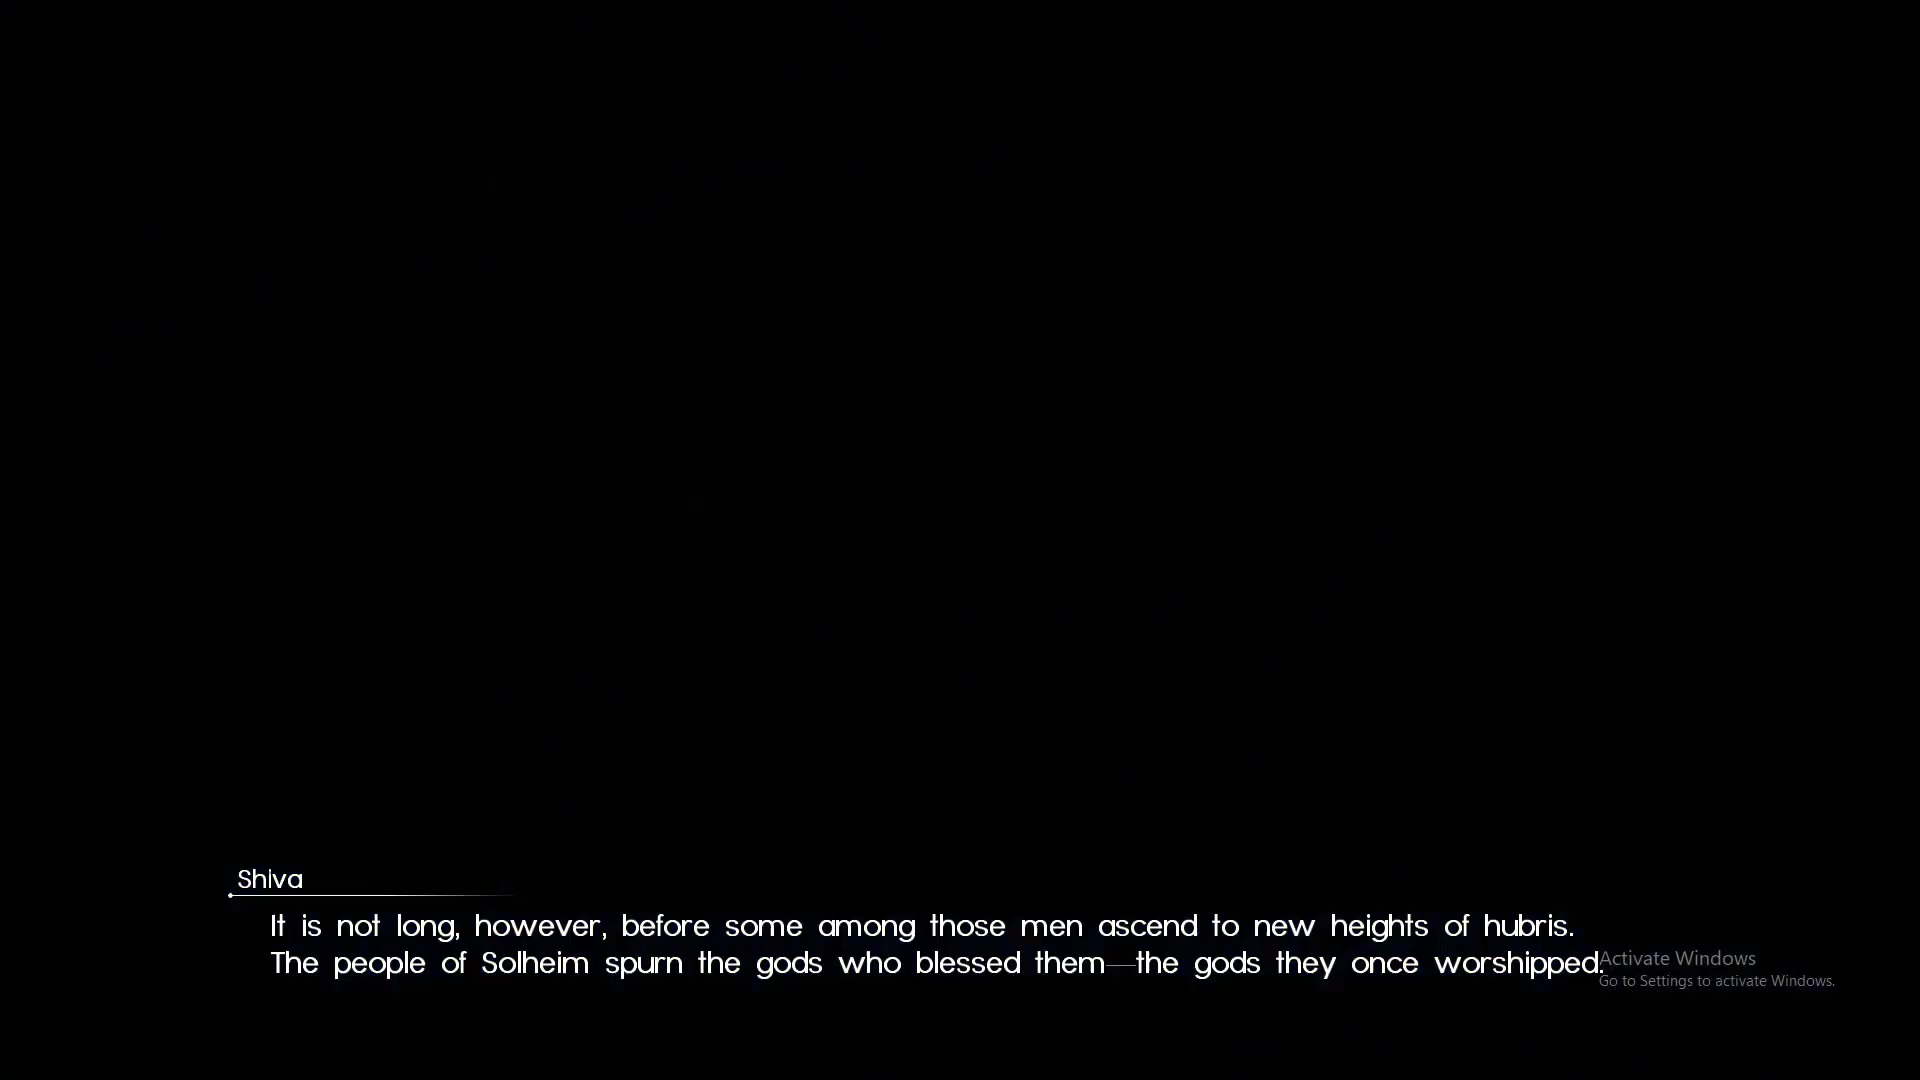 Shiva
It is not long, however, before some among those men ascend to new heights of hubris.
The people of Solheim spurn the gods who blessed them—the gods they once worshipped.
Activate Windows
Go to Settings to activate Windows.